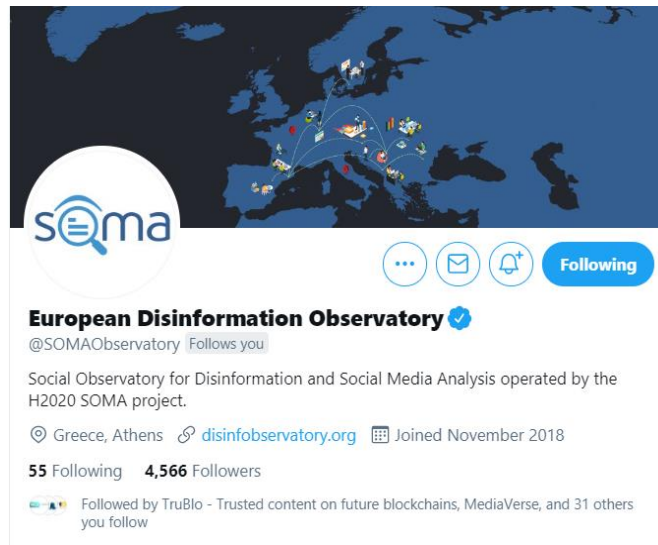 soma
Following
European Disinformation Observatory
@SOMAObservatory Follows you
Social Observatory for Disinformation and Social Media Analysis operated by the
H2020 SOMA project.
Greece, Athens disinfobservatory.org Joined November 2018
55 Following 4,566 Followers
Followed by TruBlo - Trusted content on future blockchains, MediaVerse, and 31 others
you follow